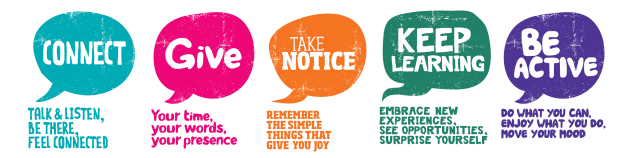 CONNECT
TALK & LISTEN,
BE THERE,
FEEL CONNECTED
Give
Your time,
your words,
your presence
TAKE
NOTICE
REMEMBER
THE SIMPLE
THINGS THAT
GIVE YOU JOY
KEEP
LEARNING
EMBRACE NEW
EXPERIENCES,
SEE OPPORTUNITIES,
SURPRISE YOURSELF
BE
ACTIVE
DO WHAT YOU CAN,
ENJOY WHAT YOU DO,
MOVE YOUR MOOD